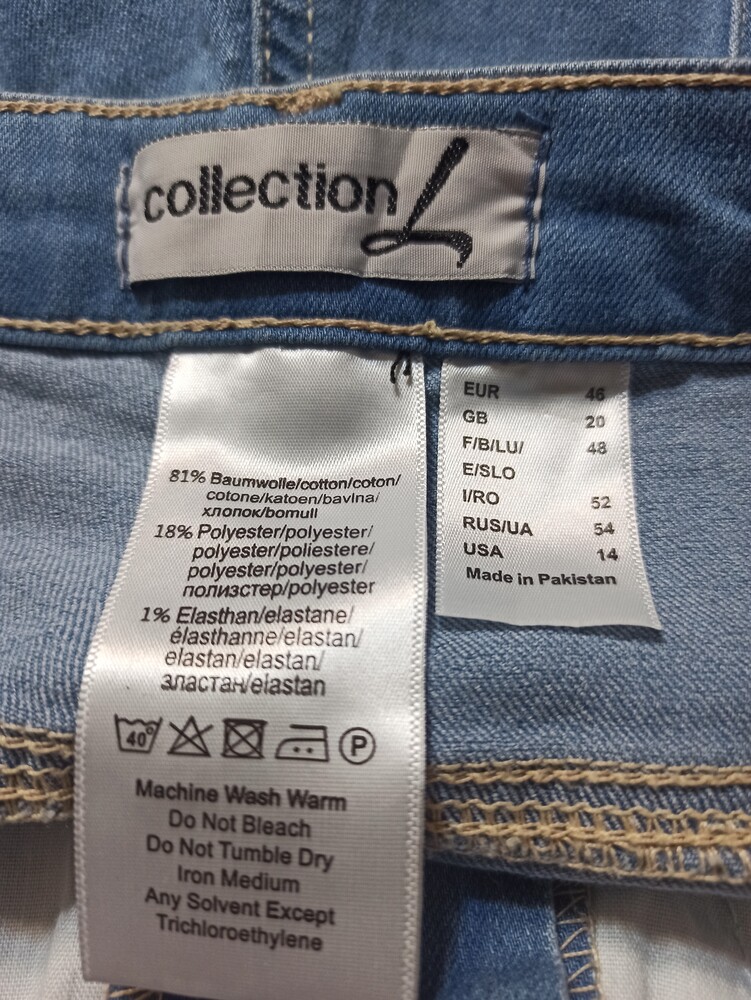 collection L
81% Baumwolle/cotton/coton/
cotone/katoen/bavlna/
хлопок/bomull
18% Polyester/polyester/
polyester/poliestere/
polyester/polyester/
полиэстер/polyester
1% Elasthan/elastane/
élasthanne/elastan/
elastan/elastan/
эластан/elastan
40° P
Machine Wash Warm
Do Not Bleach
Do Not Tumble Dry
Iron Medium
Any Solvent Except
Trichloroethylene
EUR 46
GB 20
F/B/LU/ 48
E/SLO
I/RO 52
RUS/UA 54
USA 14
Made in Pakistan